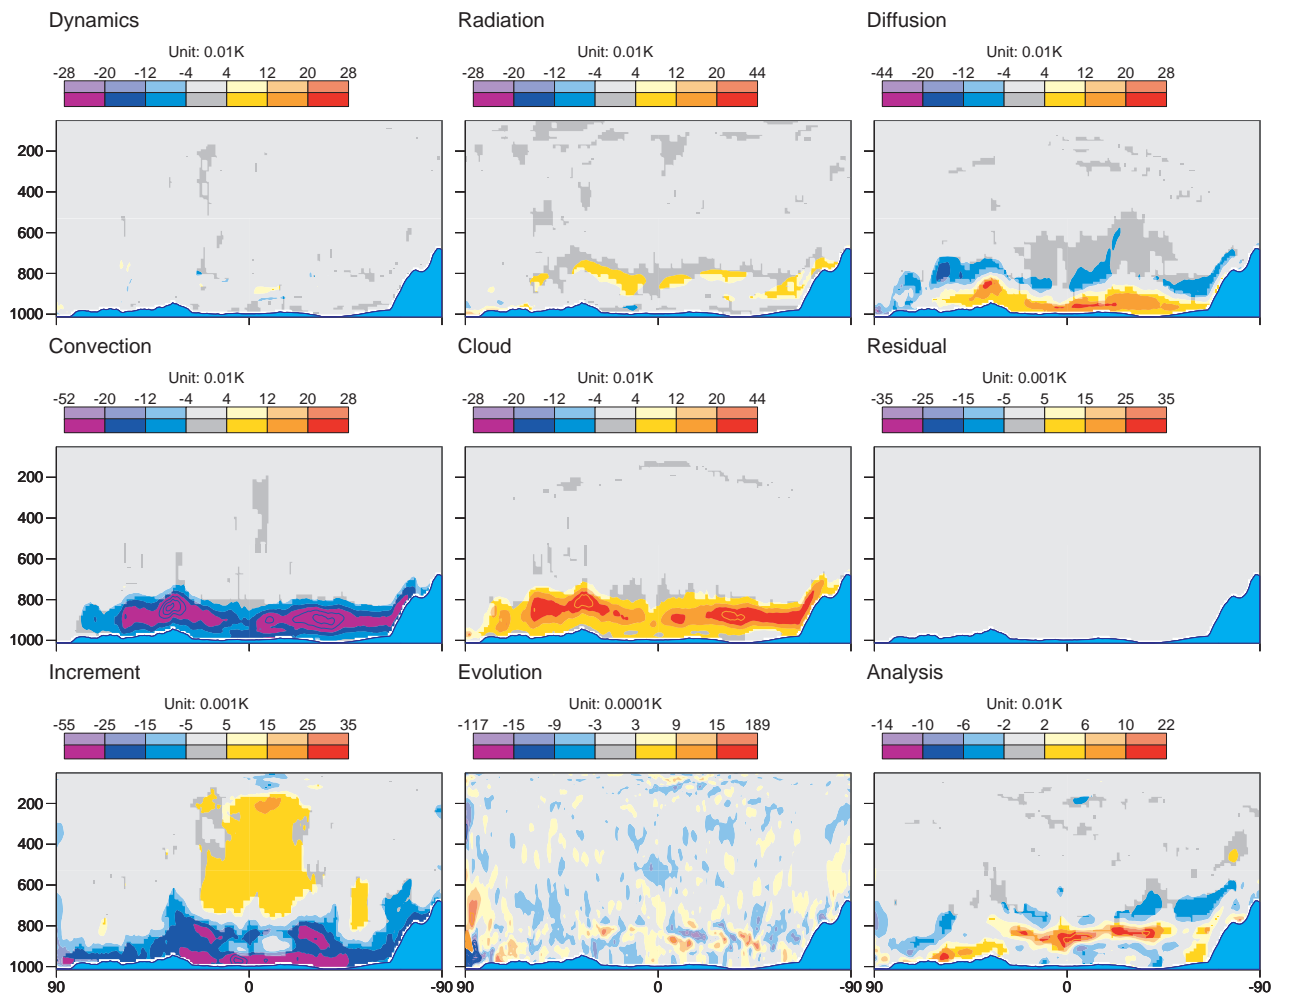 Dynamics Radiation Diffusion
Unit: 0.01K Unit: 0.01K Unit: 0.01K
-28 -20 -12 -4 4 12 20 28 -28 -20 -12 -4 4 12 20 44 -44 -20 -12 -4 4 12 20 28
200
400
600
800
1000
Convection Cloud Residual
Unit: 0.01K Unit: 0.01K Unit: 0.001K
-52 -20 -12 -4 4 12 20 28 -28 -20 -12 -4 4 12 20 44 -35 -25 -15 -5 5 15 25 35
200
400
600
800
1000
Increment Evolution Analysis
Unit: 0.001K Unit: 0.0001K Unit: 0.01K
-55 -25 -15 -5 5 15 25 35 -117 -15 -9 -3 3 9 15 189 -14 -10 -6 -2 2 6 10 22
200
400
600
800
1000
90 0 -90 90 0 -90 90 0 -90